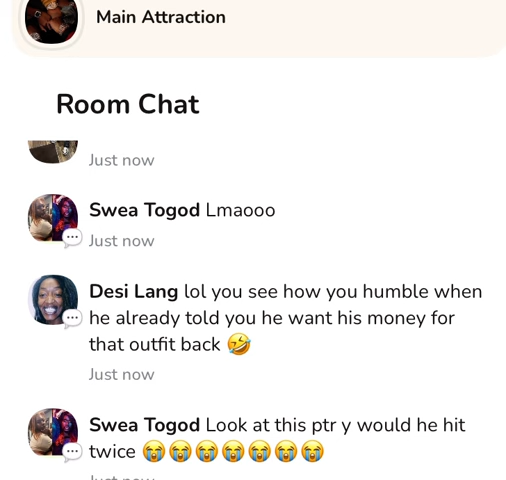 Main Attraction
Room Chat
Just now
Swea Togod Lmaooo
Just now
Desi Lang lol you see how you humble when
he already told you he want his money for
that outfit back 🤣
Just now
Swea Togod Look at this ptr y would he hit
twice 😭😭😭😭😭😭😭
Just now